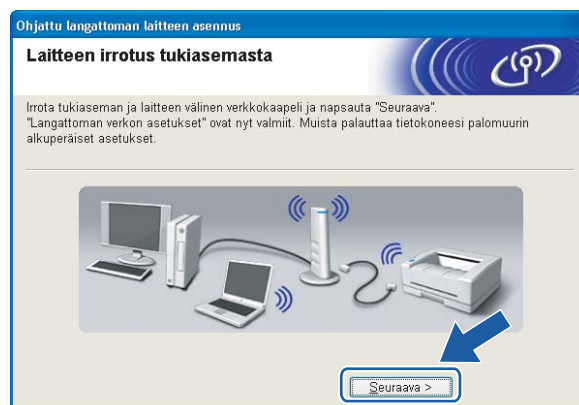 Ohjattu langattoman laitteen asennus
Laitteen irrotus tukiasemasta
Irrota tukiaseman ja laitteen välinen verkkokaapeli ja napsauta "Seuraava".
"Langattoman verkon asetukset" ovat nyt valmiit. Muista palauttaa tietokoneesi palomuurin
alkuperäiset asetukset.
Seuraava >